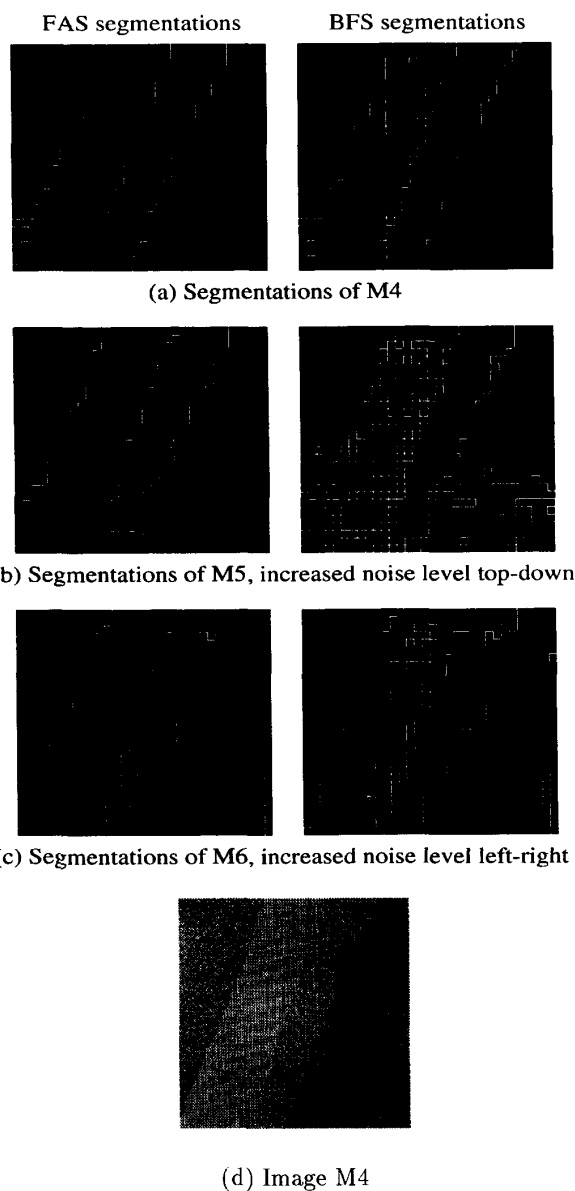 FAS segmentations BFS segmentations
(a) Segmentations of M4
b) Segmentations of M5, increased noise level top-down
(c) Segmentations of M6, increased noise level left-right
(d) Image M4